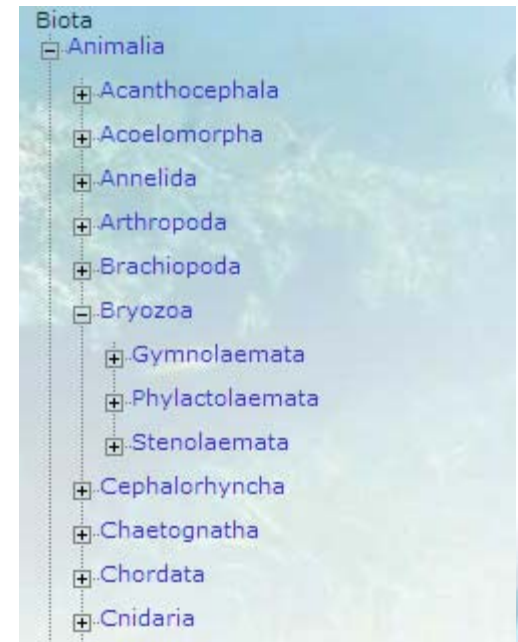 Biota
Animalia
Acanthocephala
Acoelomorpha
Annelida
Arthropoda
Brachiopoda
Bryozoa
Gymnolaemata
Phylactolaemata
Stenolaemata
Cephalorhyncha
Chaetognatha
Chordata
Cnidaria